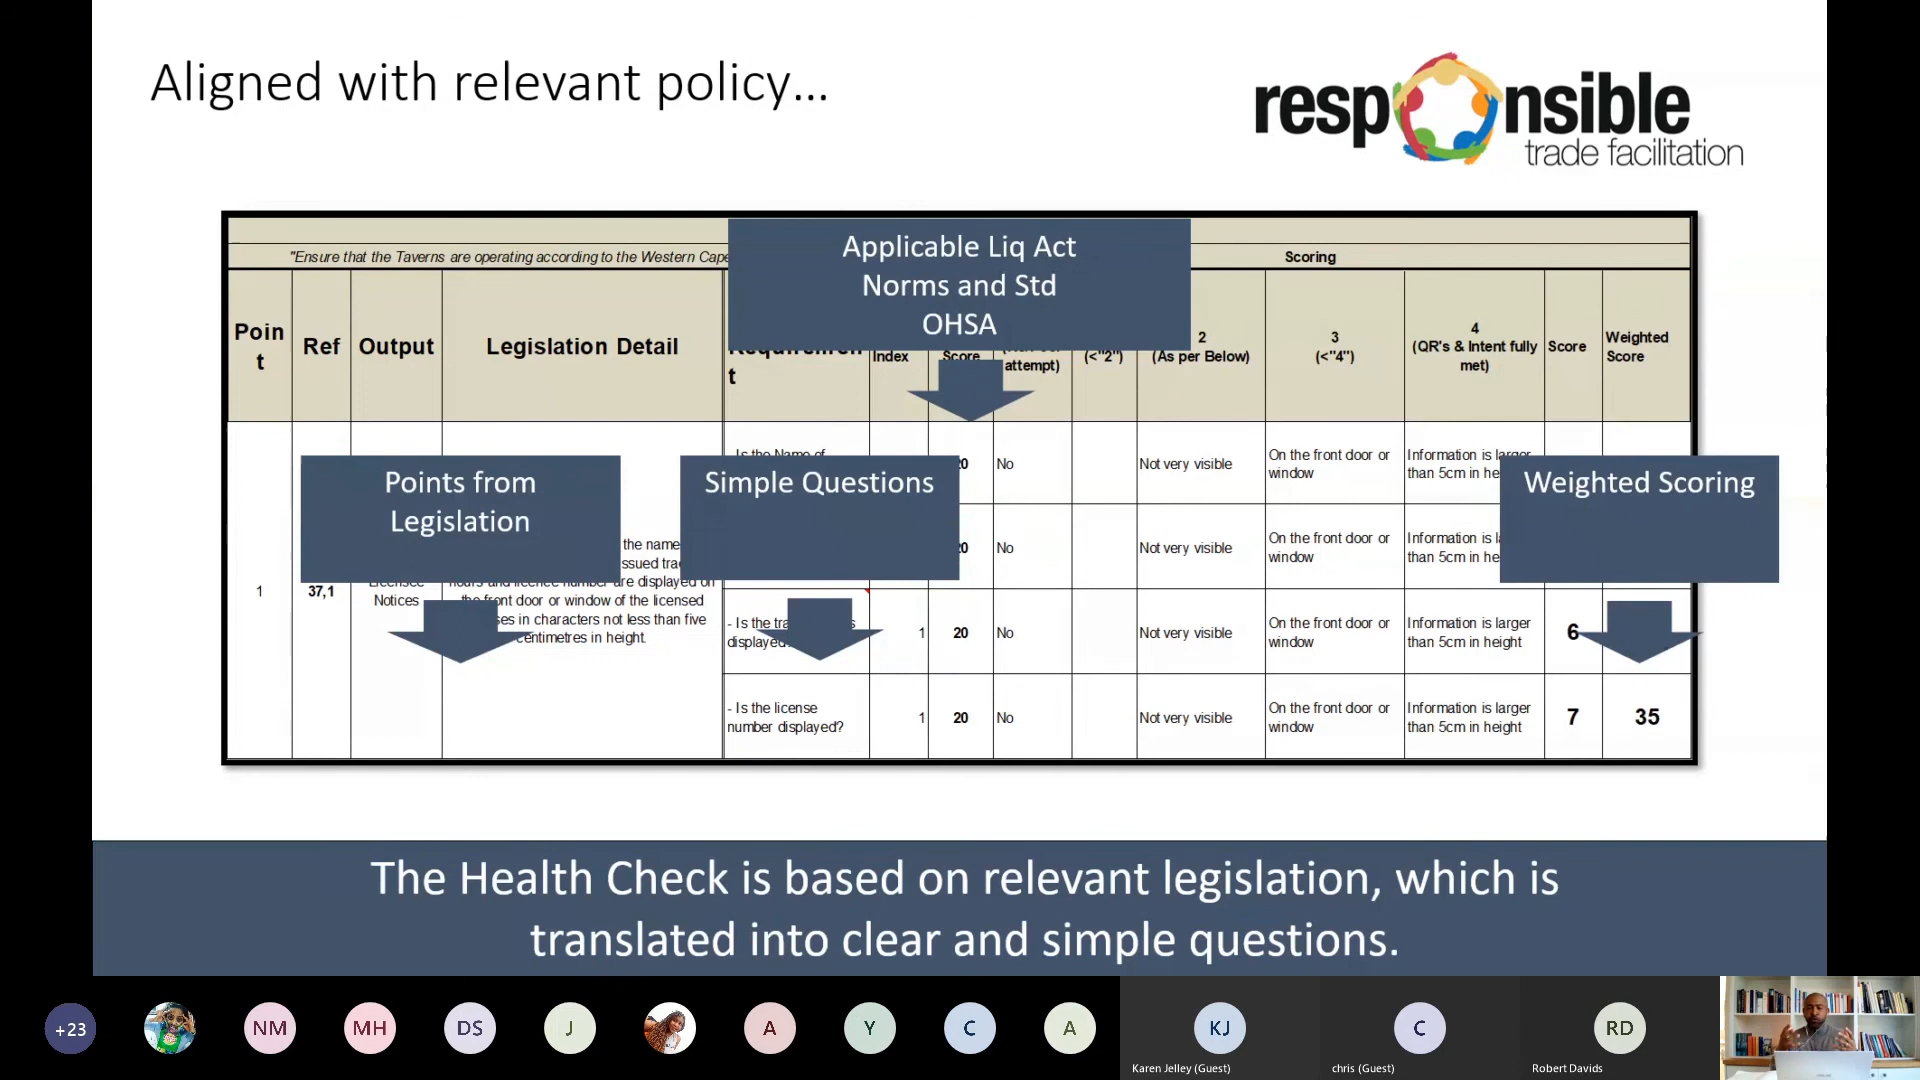 Aligned with relevant policy...
responsible
trade facilitation
"Ensure that the Taverns are operating according to the Western Cape
Scoring
Applicable Liq Act
Norms and Std
OHSA
Poin
t
Ref
Output
Legislation Detail
t
Index
Score
attempt)
(<"2")
2
(As per Below)
3
(<"4")
4
(QR's & Intent fully
met)
Score
Weighted
Score
Points from
Legislation
Simple Questions
Weighted Scoring
Is the Name of
No
Not very visible
On the front door or
window
Information is larger
than 5cm in
No
Not very visible
On the front door or
window
Information is
than 5cm in
1
37,1
Notices
the name
hours and licence number are displayed on
the front door or window of the licensed
in characters not less than five
centimetres in height.
- Is the
displayed
1
20
No
Not very visible
On the front door or
window
Information is larger
than 5cm in height
6
- Is the license
number displayed?
1
20
No
Not very visible
On the front door or
window
Information is larger
than 5cm in height
7
35
The Health Check is based on relevant legislation, which is
translated into clear and simple questions.
+23
NM
MH
DS
J
A
Y
C
A
KJ
C
RD
Karen Jelley (Guest)
chris (Guest)
Robert Davids